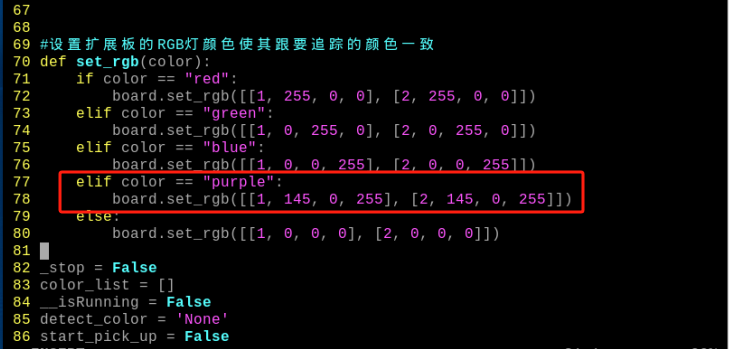 67
68
69 #设置扩展板的RGB灯颜色使其跟要追踪的颜色一致
70 def set_rgb(color):
71     if color == "red":
72         board.set_rgb([[1, 255, 0, 0], [2, 255, 0, 0]])
73     elif color == "green":
74         board.set_rgb([[1, 0, 255, 0], [2, 0, 255, 0]])
75     elif color == "blue":
76         board.set_rgb([[1, 0, 0, 255], [2, 0, 0, 255]])
77     elif color == "purple":
78         board.set_rgb([[1, 145, 0, 255], [2, 145, 0, 255]])
79     else:
80         board.set_rgb([[1, 0, 0, 0], [2, 0, 0, 0]])
81
82 _stop = False
83 color_list = []
84 __isRunning = False
85 detect_color = 'None'
86 start_pick_up = False